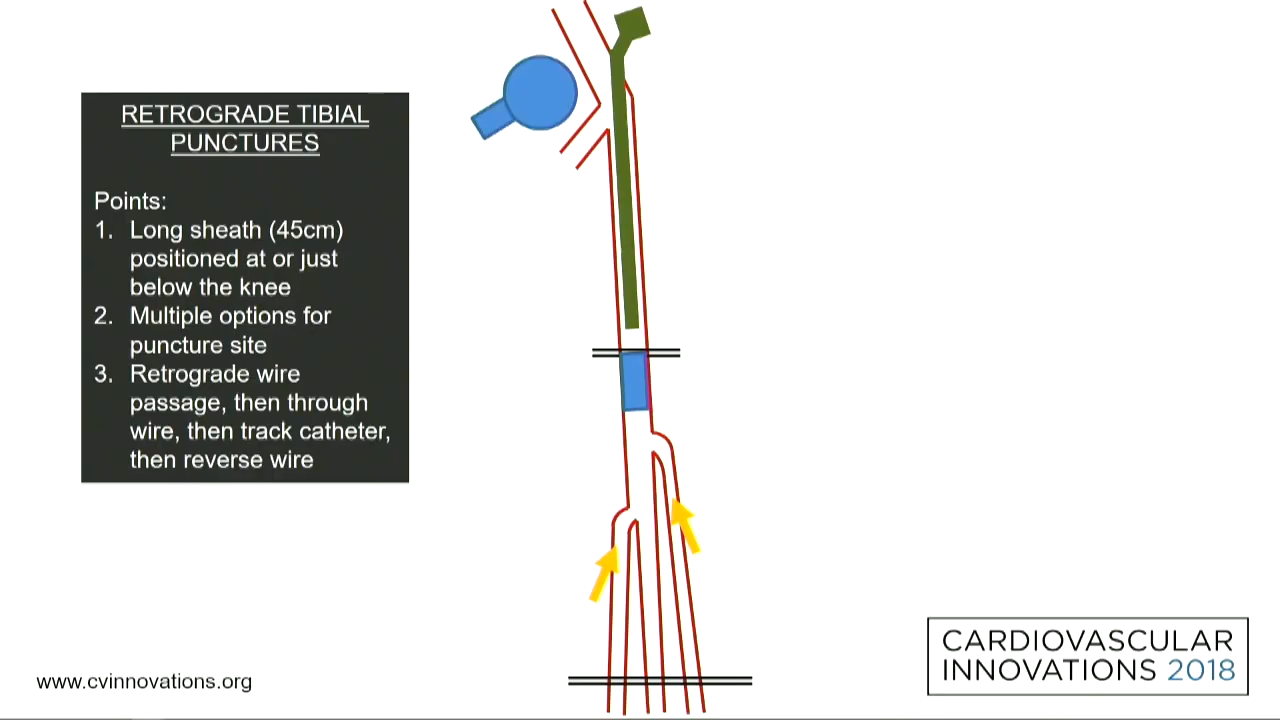 RETROGRADE TIBIAL
PUNCTURES
Points:
1. Long sheath (45cm)
positioned at or just
below the knee
2. Multiple options for
puncture site
3. Retrograde wire
passage, then through
wire, then track catheter,
then reverse wire
www.cvinnovations.org
CARDIOVASCULAR
INNOVATIONS 2018